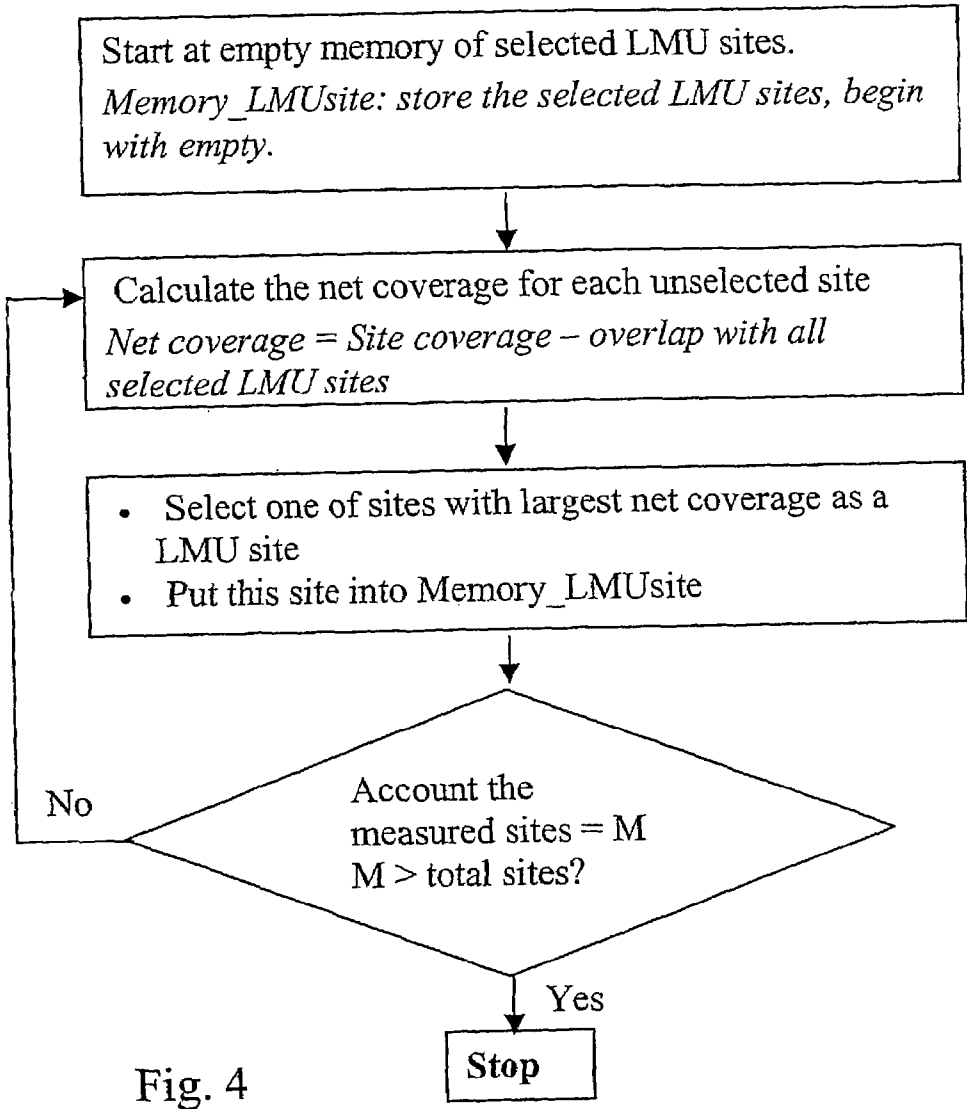 Start at empty memory of selected LMU sites.
Memory_LMUsite: store the selected LMU sites, begin
with empty.
Calculate the net coverage for each unselected site
Net coverage = Site coverage – overlap with all
selected LMU sites
• Select one of sites with largest net coverage as a
LMU site
• Put this site into Memory_LMUsite
Account the
measured sites = M
M > total sites?
No
Yes
Stop
Fig. 4